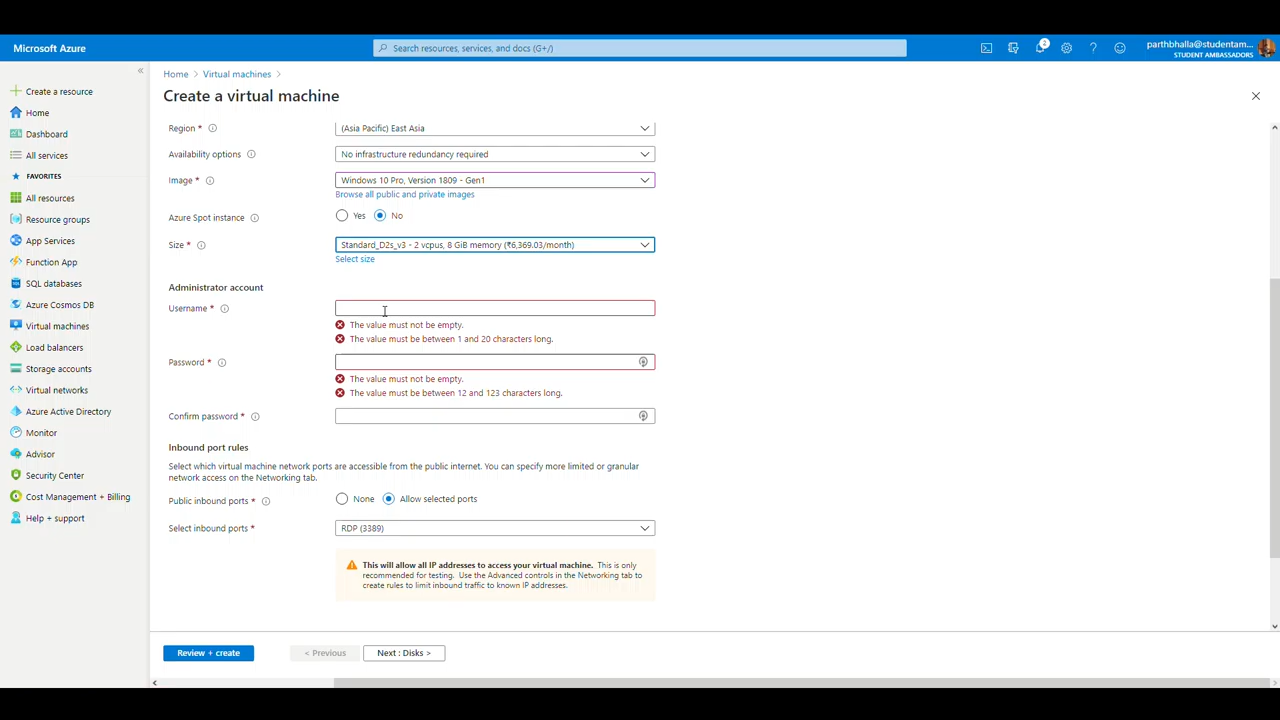 Microsoft Azure
Search resources, services, and docs (G+/)
2
parthbhalla@studentam...
STUDENT AMBASSADORS
Create a resource
Home
Dashboard
All services
FAVORITES
All resources
Resource groups
App Services
Function App
SQL databases
Azure Cosmos DB
Virtual machines
Load balancers
Storage accounts
Virtual networks
Azure Active Directory
Monitor
Advisor
Security Center
Cost Management + Billing
Help + support
Home > Virtual machines >
Create a virtual machine
Region * (Asia Pacific) East Asia
Availability options No infrastructure redundancy required
Image * Windows 10 Pro, Version 1809 - Gen1
Browse all public and private images
Azure Spot instance Yes No
Size * Standard_D2s_v3 - 2 vcpus, 8 GiB memory (₹6,369.03/month)
Select size
Administrator account
Username *
The value must not be empty.
The value must be between 1 and 20 characters long.
Password *
The value must not be empty.
The value must be between 12 and 123 characters long.
Confirm password *
Inbound port rules
Select which virtual machine network ports are accessible from the public internet. You can specify more limited or granular
network access on the Networking tab.
Public inbound ports * None Allow selected ports
Select inbound ports * RDP (3389)
This will allow all IP addresses to access your virtual machine. This is only
recommended for testing. Use the Advanced controls in the Networking tab to
create rules to limit inbound traffic to known IP addresses.
Review + create
< Previous
Next : Disks >